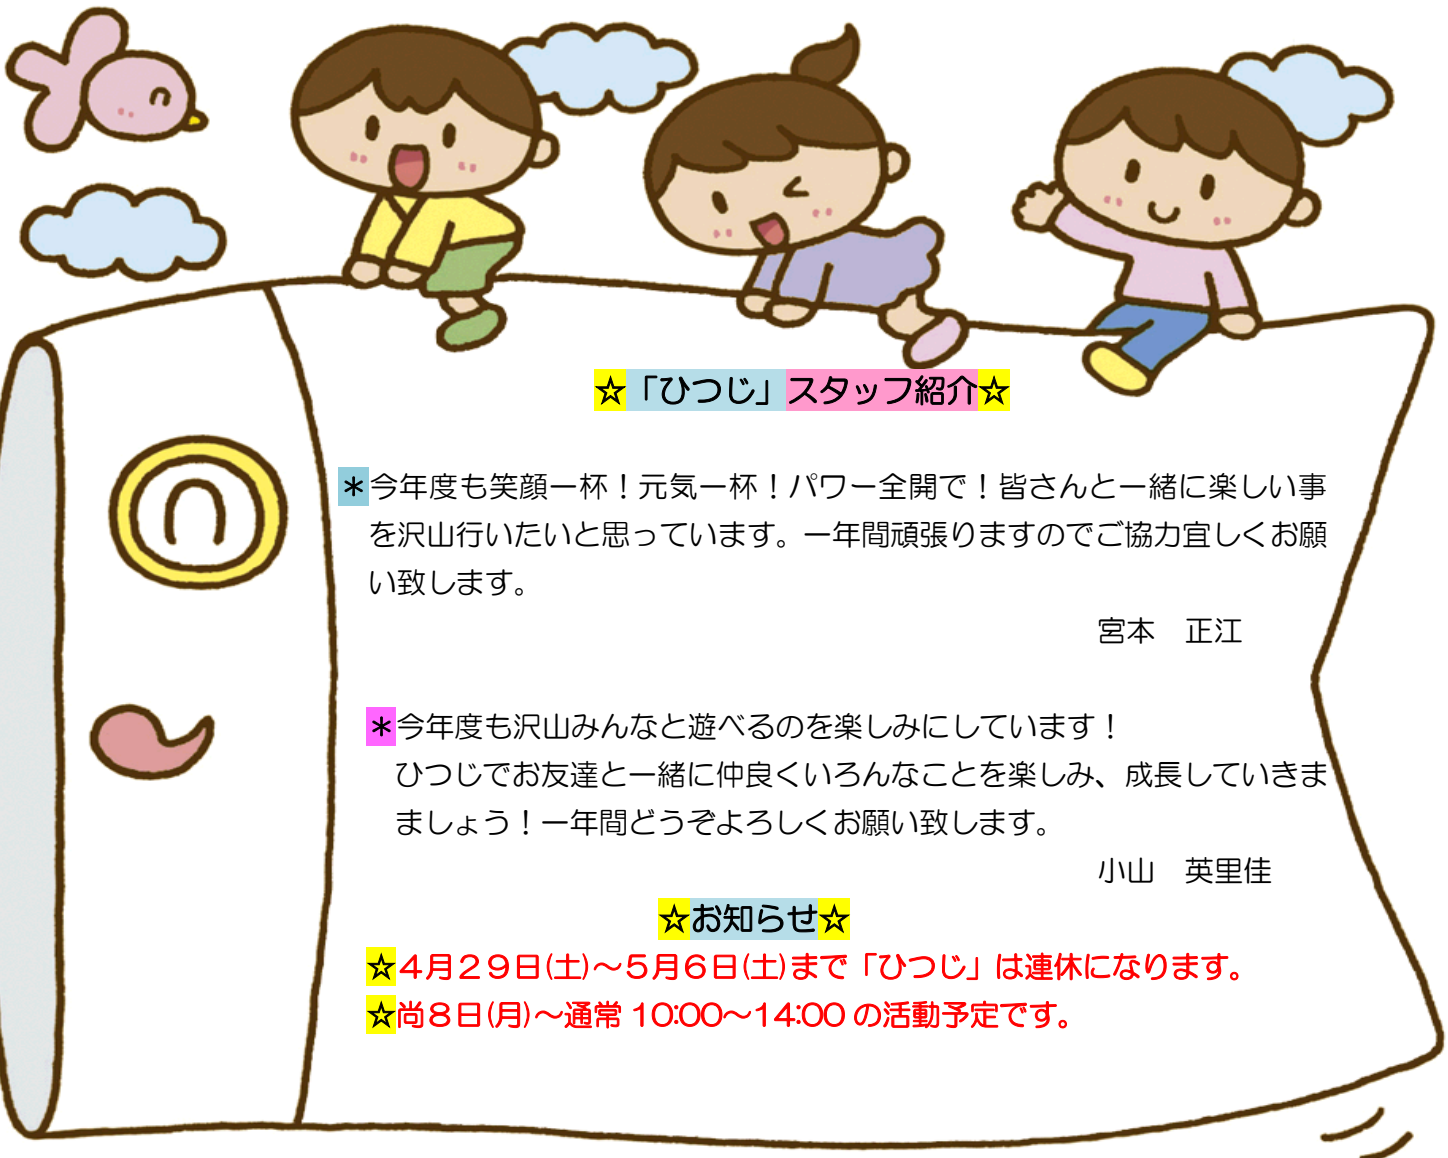 ☆「ひつじ」スタッフ紹介☆
＊今年度も笑顔一杯！元気一杯！パワー全開で！皆さんと一緒に楽しい事
を沢山行いたいと思っています。一年間頑張りますのでご協力宜しくお願
い致します。
宮本　正江
＊今年度も沢山みんなと遊べるのを楽しみにしています！
ひつじでお友達と一緒に仲良くいろんなことを楽しみ、成長していきま
ましょう！一年間どうぞよろしくお願い致します。
小山　英里佳
☆お知らせ☆
☆４月２９日(土)～５月６日(土)まで「ひつじ」は連休になります。
☆尚８日(月)～通常 10:00～14:00 の活動予定です。